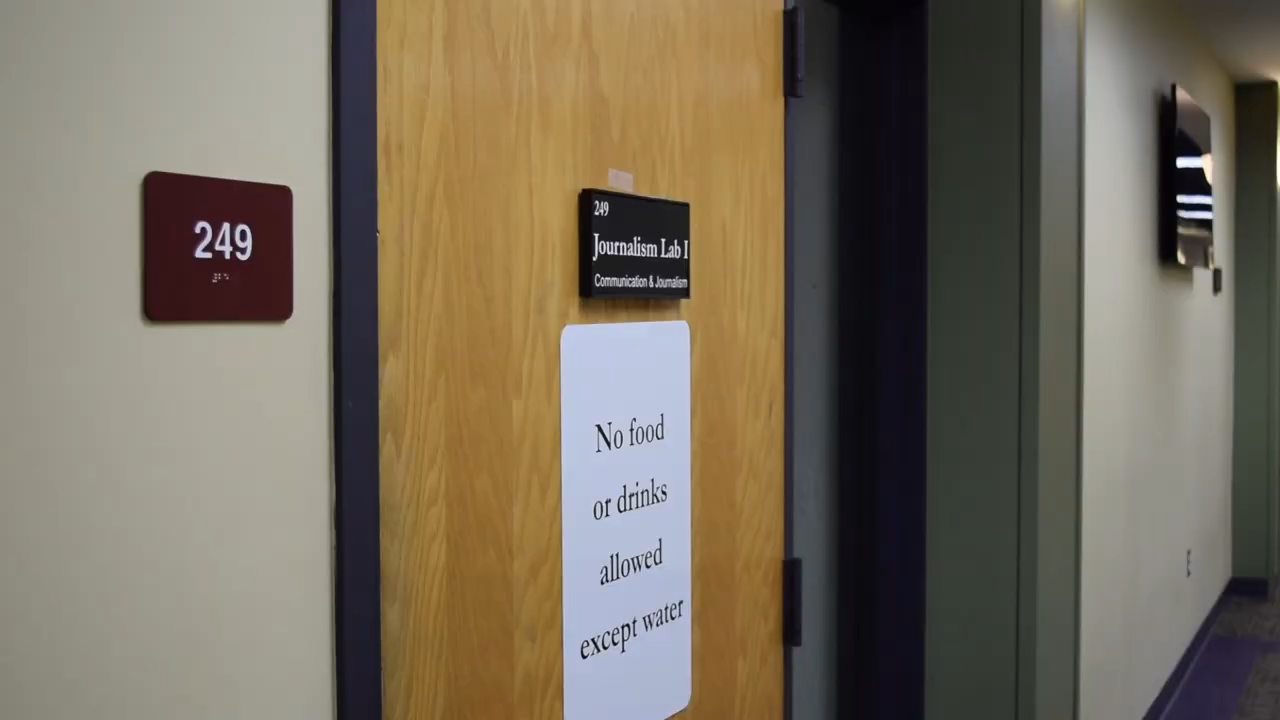 249
249
Journalism Lab I
Communication & Journalism
No food
or drinks
allowed
except water